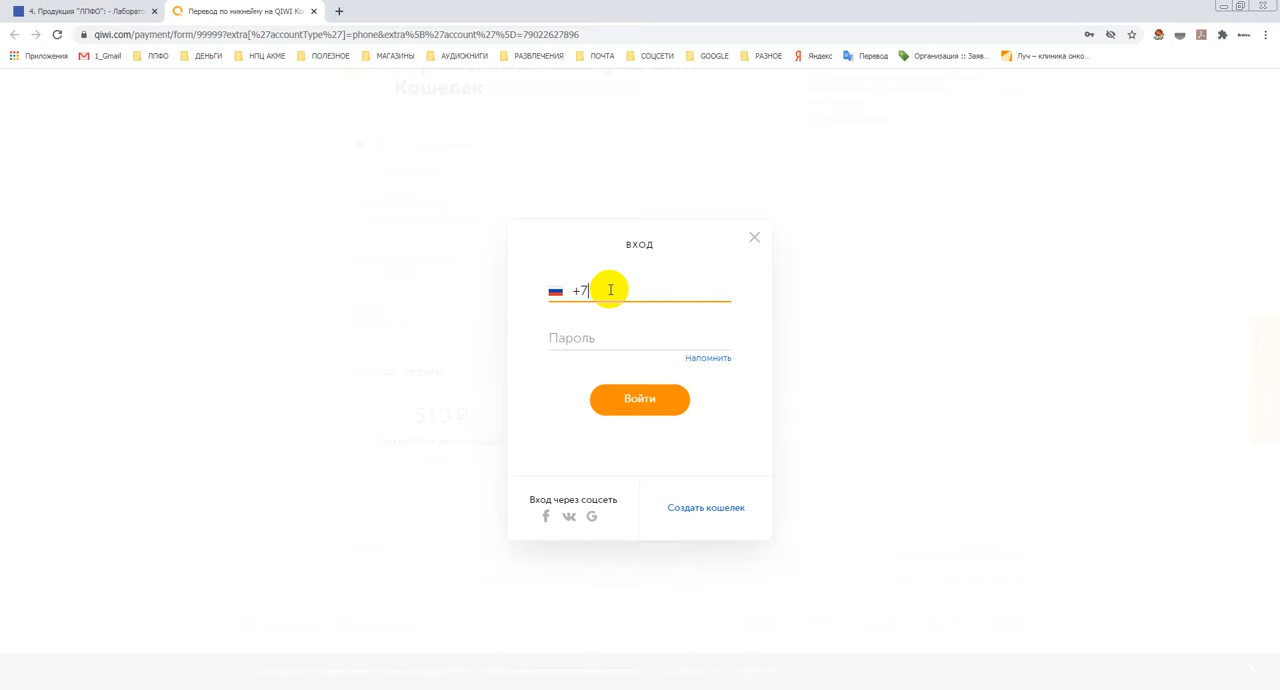 4. Продукция "ЛПФО": - Лаборато
Перевод по никнейму на QIWI Ко
qiwi.com/payment/form/99999?extra[%27accountType%27]=phone&extra%5B%27account%27%5D=79022627896
Приложения 1_Gmail ЛПФО ДЕНЬГИ НПЦ АКМЕ ПОЛЕЗНОЕ МАГАЗИНЫ АУДИОКНИГИ РАЗВЛЕЧЕНИЯ ПОЧТА СОЦСЕТИ GOOGLE РАЗНОЕ Яндекс Перевод Организация :: Заяв... Луч – клиника онко...
Кошелек
ВХОД
+7
Пароль
Напомнить
Войти
510 ₽
Вход через соцсеть
Создать кошелек